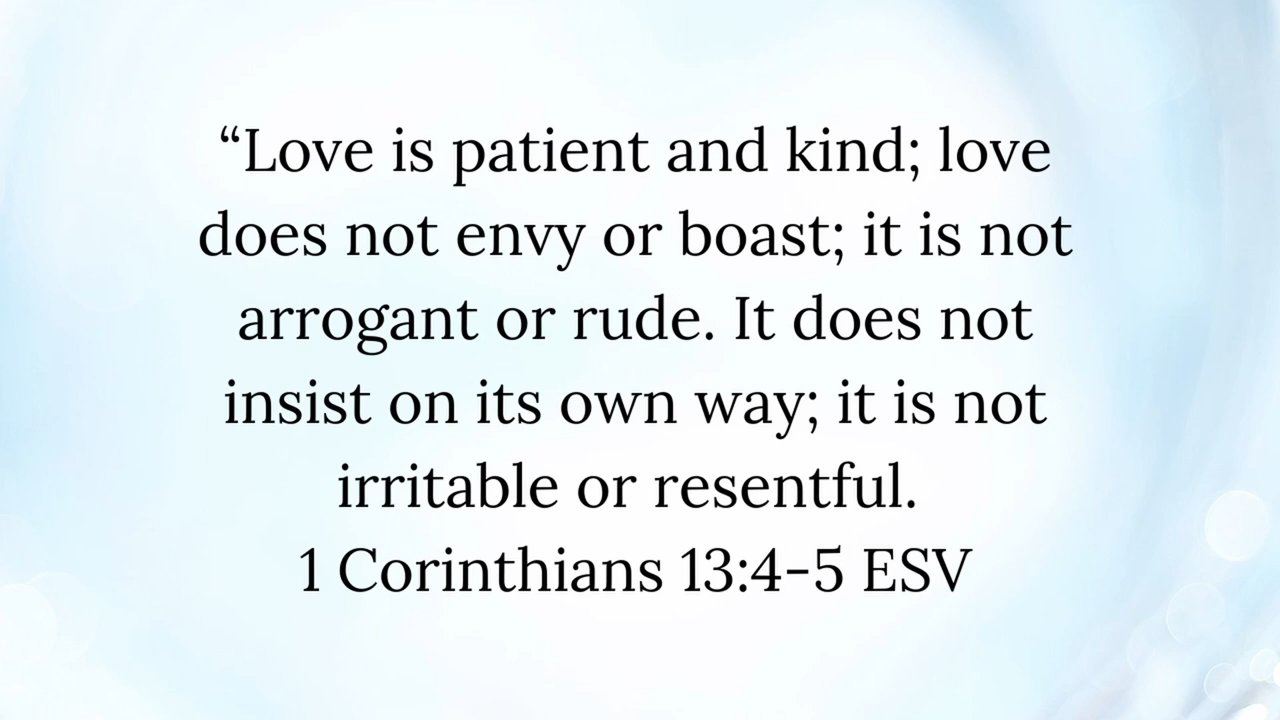 “Love is patient and kind; love
does not envy or boast; it is not
arrogant or rude. It does not
insist on its own way; it is not
irritable or resentful.
1 Corinthians 13:4-5 ESV